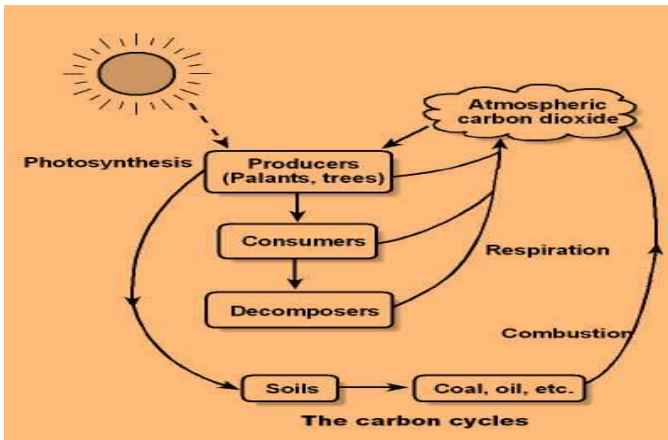 Atmospheric
carbon dioxide
Photosynthesis
Producers
(Palants, trees)
Consumers
Respiration
Decomposers
Combustion
Soils
Coal, oil, etc.
The carbon cycles